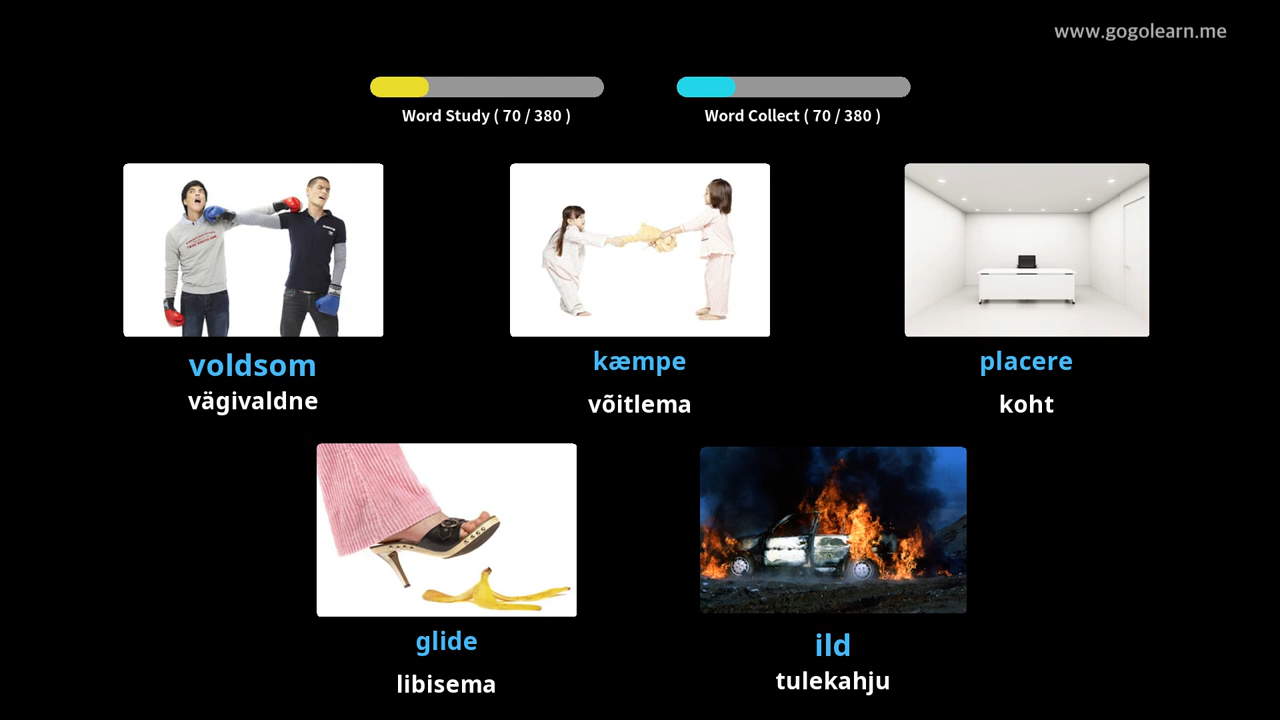 www.gogolearn.me
Word Study ( 70 / 380 )
Word Collect ( 70 / 380 )
voldsom
vägivaldne
kæmpe
võitlema
placere
koht
glide
libisema
ild
tulekahju